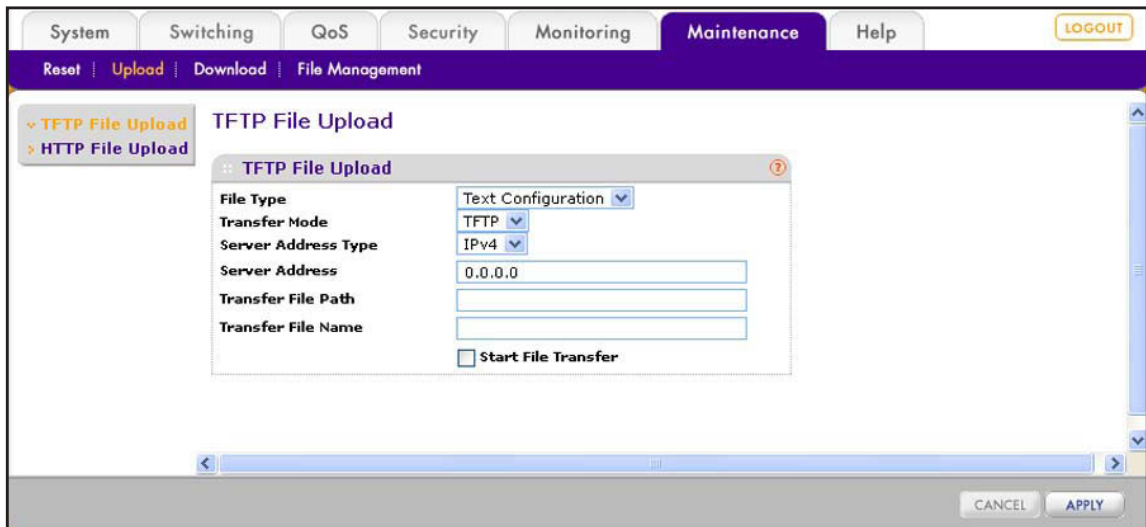 System Switching QoS Security Monitoring Maintenance Help LOGOUT
Reset | Upload | Download | File Management
TFTP File Upload
HTTP File Upload
TFTP File Upload
TFTP File Upload ?
File Type Text Configuration
Transfer Mode TFTP
Server Address Type IPv4
Server Address 0.0.0.0
Transfer File Path
Transfer File Name
Start File Transfer
CANCEL APPLY